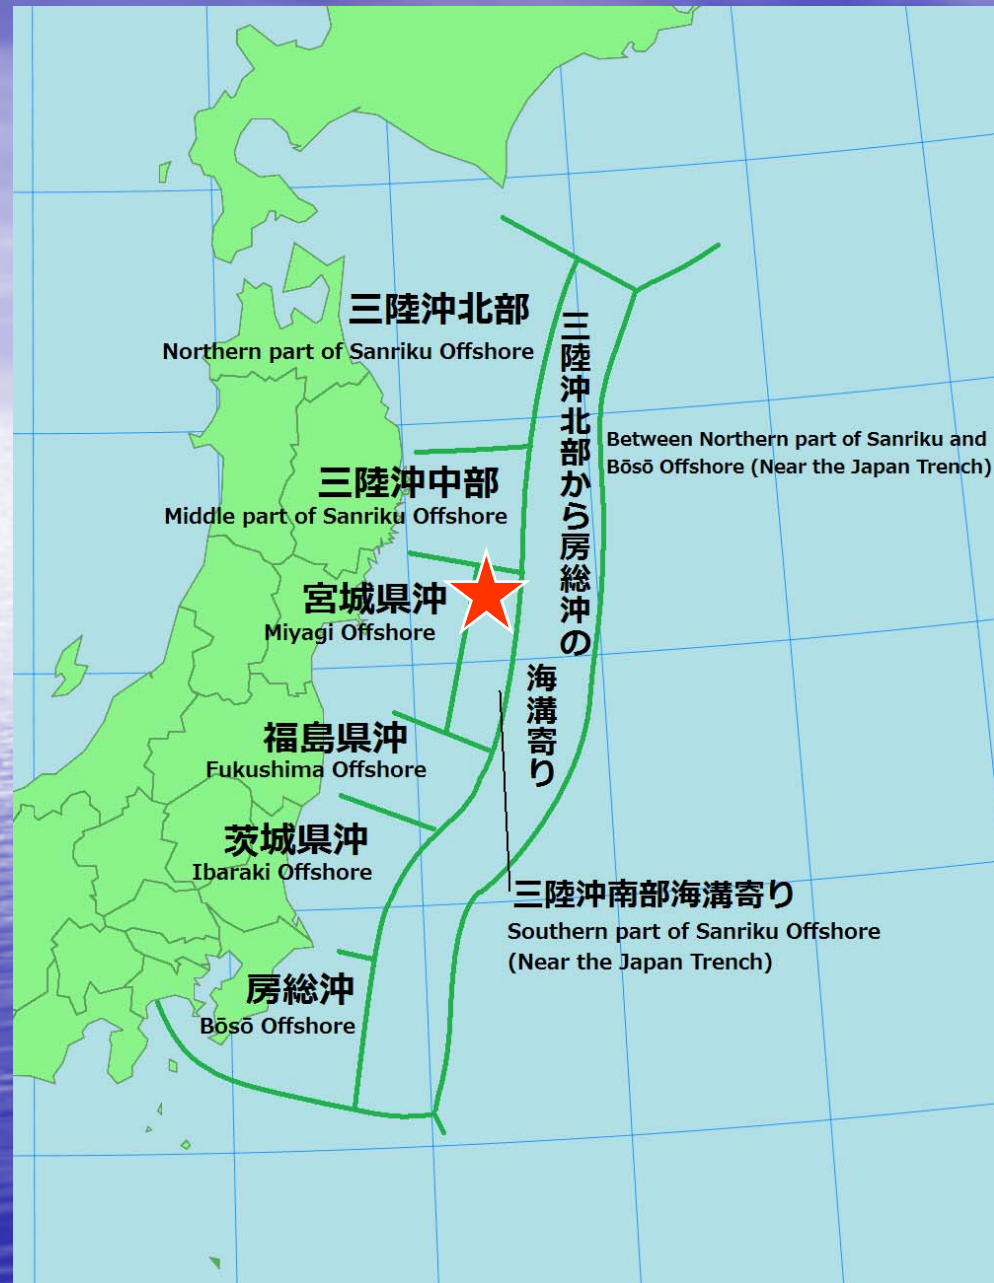 三陸沖北部
Northern part of Sanriku Offshore
三陸沖北部から房総沖の
海溝寄り
Between Northern part of Sanriku and
Bōsō Offshore (Near the Japan Trench)
三陸沖中部
Middle part of Sanriku Offshore
宮城県沖
Miyagi Offshore
福島県沖
Fukushima Offshore
茨城県沖
Ibaraki Offshore
三陸沖南部海溝寄り
Southern part of Sanriku Offshore
(Near the Japan Trench)
房総沖
Bōsō Offshore